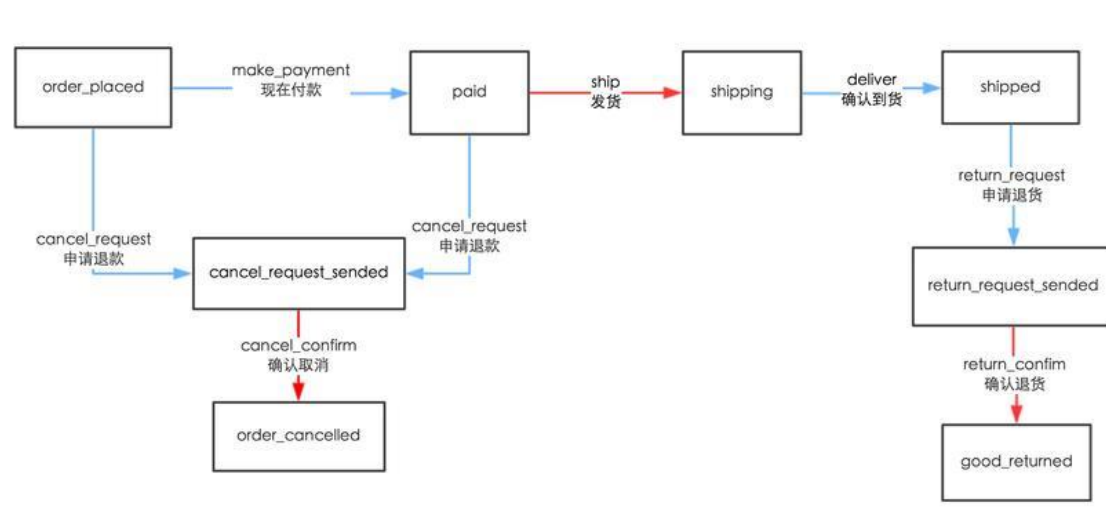 order_placed
make_payment
现在付款
paid
ship
发货
shipping
deliver
确认到货
shipped
cancel_request
申请退款
cancel_request
申请退款
cancel_request_sended
cancel_confirm
确认取消
order_cancelled
return_request
申请退货
return_request_sended
return_confim
确认退货
good_returned